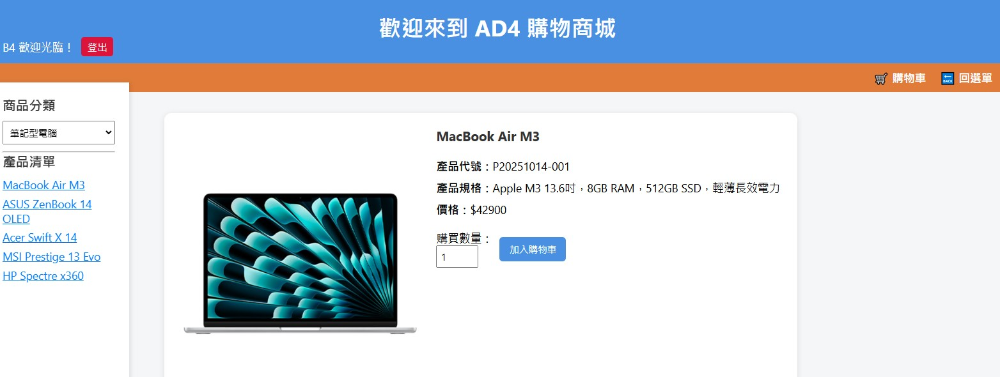 歡迎來到 AD4 購物商城
B4 歡迎光臨！ 登出
購物車 BACK 回選單
商品分類
筆記型電腦
產品清單
MacBook Air M3
ASUS ZenBook 14
OLED
Acer Swift X 14
MSI Prestige 13 Evo
HP Spectre x360
MacBook Air M3
產品代號：P20251014-001
產品規格：Apple M3 13.6吋，8GB RAM，512GB SSD，輕薄長效電力
價格：$42900
購買數量：
1
加入購物車